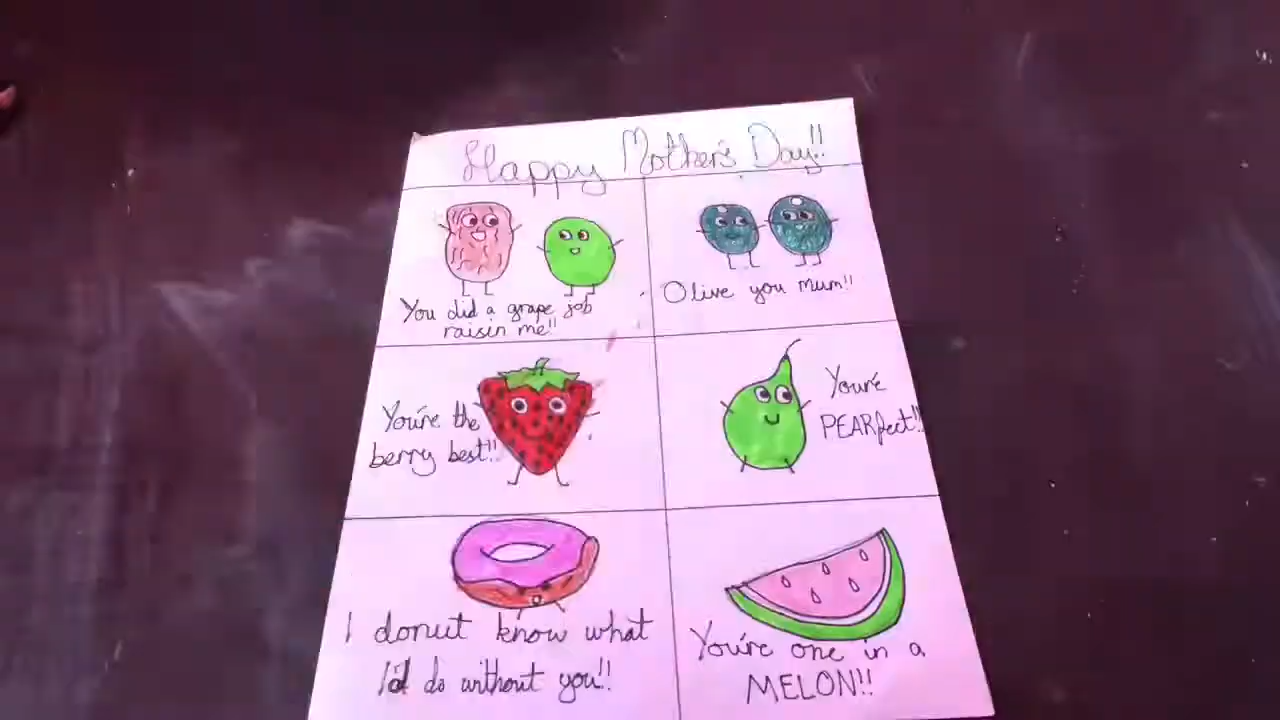 Happy Mother's Day!!
You did a grape job
raisin me!!
Olive you mum!!
You're the
berry best!!
You're
PEARfect!!
I donut know what
I'd do without you!!
You're one in a
MELON!!